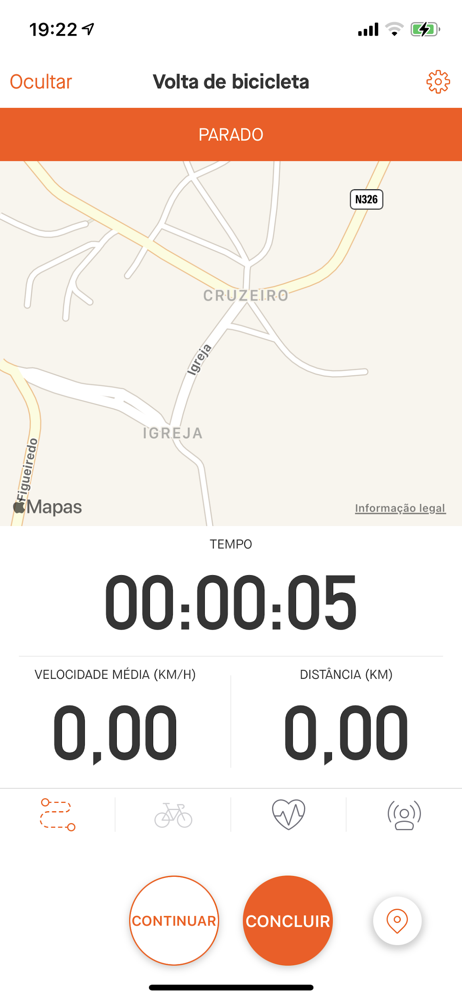 19:22
Ocultar
Volta de bicicleta
PARADO
N326
CRUZEIRO
Igreja
IGREJA
Figueiredo
Mapas
Informação legal
TEMPO
00:00:05
VELOCIDADE MÉDIA (KM/H)
DISTÂNCIA (KM)
0,00
0,00
CONTINUAR
CONCLUIR